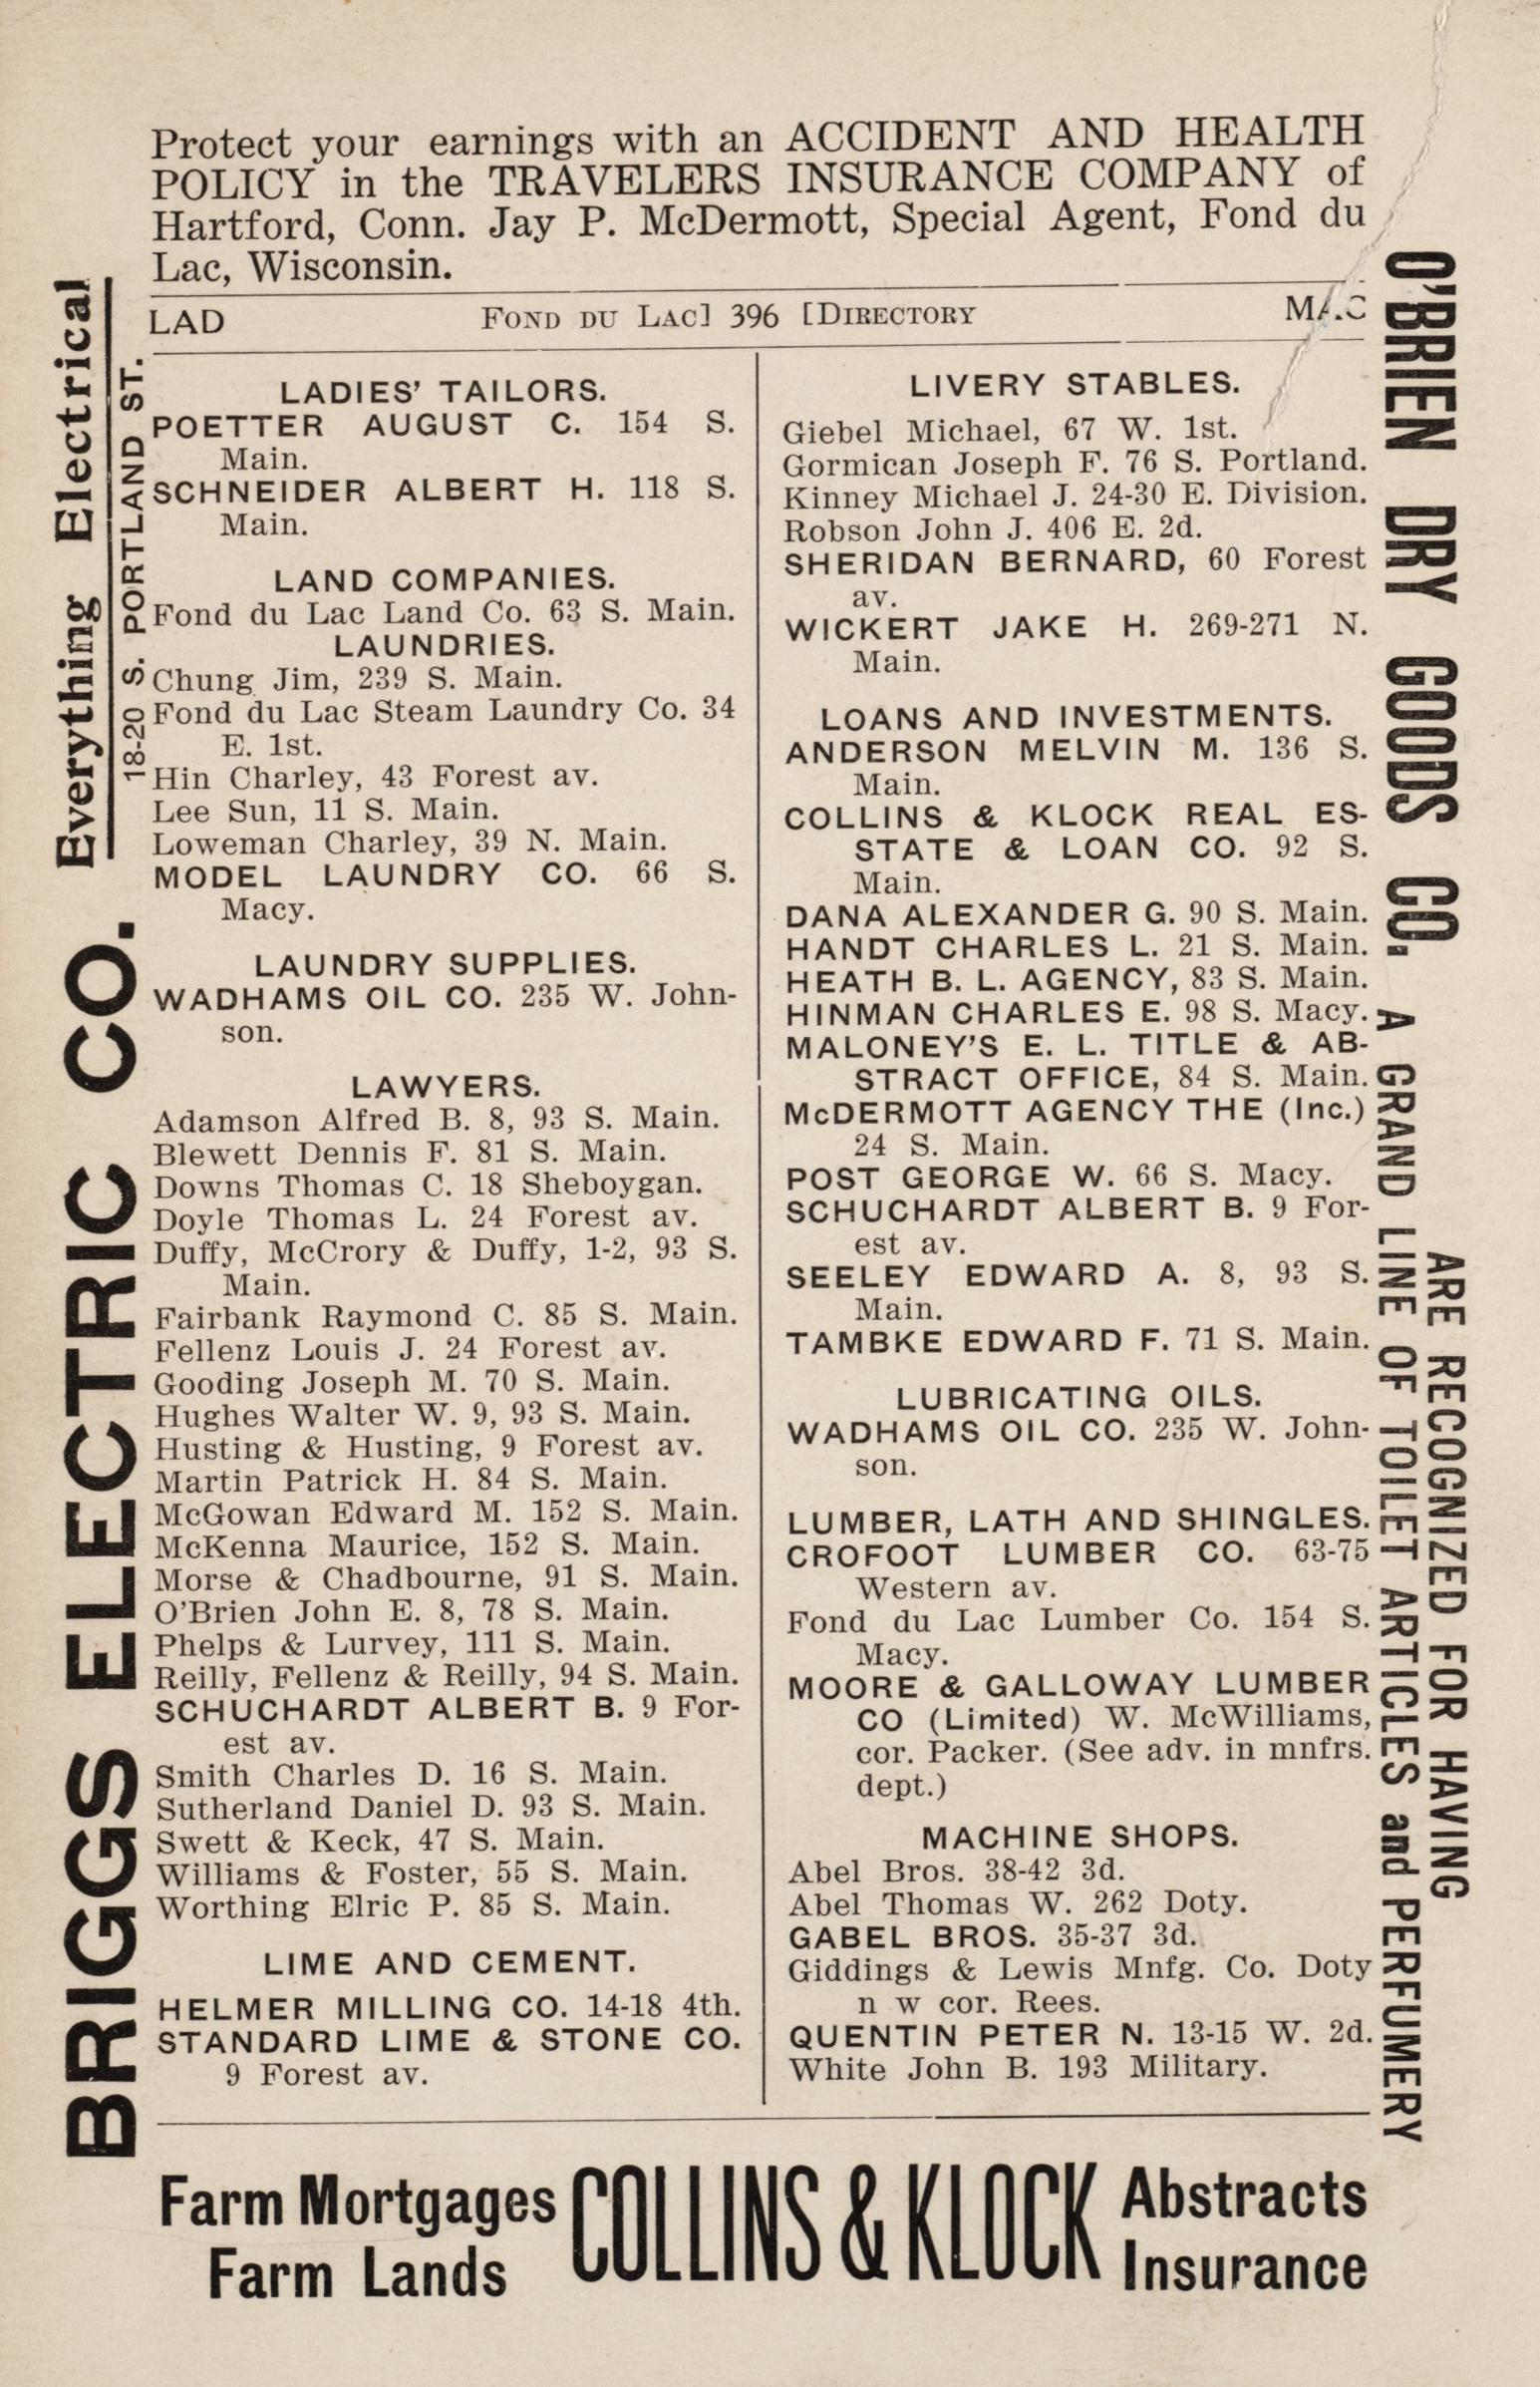 Protect your earnings with an ACCIDENT AND HEALTH
POLICY in the TRAVELERS INSURANCE COMPANY of
Hartford, Conn. Jay P. McDermott, Special Agent, Fond du
Lac, Wisconsin.
LAD FOND DU LAC] 396 [DIRECTORY MAC
LADIES' TAILORS.
POETTER AUGUST C. 154 S.
Main.
SCHNEIDER ALBERT H. 118 S.
Main.
LAND COMPANIES.
Fond du Lac Land Co. 63 S. Main.
LAUNDRIES.
Chung Jim, 239 S. Main.
Fond du Lac Steam Laundry Co. 34
E. 1st.
Hin Charley, 43 Forest av.
Lee Sun, 11 S. Main.
Loweman Charley, 39 N. Main.
MODEL LAUNDRY CO. 66 S.
Macy.
LAUNDRY SUPPLIES.
WADHAMS OIL CO. 235 W. John-
son.
LAWYERS.
Adamson Alfred B. 8, 93 S. Main.
Blewett Dennis F. 81 S. Main.
Downs Thomas C. 18 Sheboygan.
Doyle Thomas L. 24 Forest av.
Duffy, McCrory & Duffy, 1-2, 93 S.
Main.
Fairbank Raymond C. 85 S. Main.
Fellenz Louis J. 24 Forest av.
Gooding Joseph M. 70 S. Main.
Hughes Walter W. 9, 93 S. Main.
Husting & Husting, 9 Forest av.
Martin Patrick H. 84 S. Main.
McGowan Edward M. 152 S. Main.
McKenna Maurice, 152 S. Main.
Morse & Chadbourne, 91 S. Main.
O'Brien John E. 8, 78 S. Main.
Phelps & Lurvey, 111 S. Main.
Reilly, Fellenz & Reilly, 94 S. Main.
SCHUCHARDT ALBERT B. 9 For-
est av.
Smith Charles D. 16 S. Main.
Sutherland Daniel D. 93 S. Main.
Swett & Keck, 47 S. Main.
Williams & Foster, 55 S. Main.
Worthing Elric P. 85 S. Main.
LIME AND CEMENT.
HELMER MILLING CO. 14-18 4th.
STANDARD LIME & STONE CO.
9 Forest av.
LIVERY STABLES.
Giebel Michael, 67 W. 1st.
Gormican Joseph F. 76 S. Portland.
Kinney Michael J. 24-30 E. Division.
Robson John J. 406 E. 2d.
SHERIDAN BERNARD, 60 Forest
av.
WICKERT JAKE H. 269-271 N.
Main.
LOANS AND INVESTMENTS.
ANDERSON MELVIN M. 136 S.
Main.
COLLINS & KLOCK REAL ES-
STATE & LOAN CO. 92 S.
Main.
DANA ALEXANDER G. 90 S. Main.
HANDT CHARLES L. 21 S. Main.
HEATH B. L. AGENCY, 83 S. Main.
HINMAN CHARLES E. 98 S. Macy.
MALONEY'S E. L. TITLE & AB-
STRACT OFFICE, 84 S. Main.
McDERMOTT AGENCY THE (Inc.)
24 S. Main.
POST GEORGE W. 66 S. Macy.
SCHUCHARDT ALBERT B. 9 For-
est av.
SEELEY EDWARD A. 8, 93 S.
Main.
TAMBKE EDWARD F. 71 S. Main.
LUBRICATING OILS.
WADHAMS OIL CO. 235 W. John-
son.
LUMBER, LATH AND SHINGLES.
CROFOOT LUMBER CO. 63-75
Western av.
Fond du Lac Lumber Co. 154 S.
Macy.
MOORE & GALLOWAY LUMBER
CO (Limited) W. McWilliams,
cor. Packer. (See adv. in mnfrs.
dept.)
MACHINE SHOPS.
Abel Bros. 38-42 3d.
Abel Thomas W. 262 Doty.
GABEL BROS. 35-37 3d.
Giddings & Lewis Mnfg. Co. Doty
n w cor. Rees.
QUENTIN PETER N. 13-15 W. 2d.
White John B. 193 Military.
BRIGGS ELECTRIC CO. Everything Electrical
18-20 S. PORTLAND ST.
O'BRIEN DRY GOODS CO.
ARE RECOGNIZED FOR HAVING
A GRAND LINE OF TOILET ARTICLES and PERFUMERY
Farm Mortgages
Farm Lands
COLLINS & KLOCK
Abstracts
Insurance